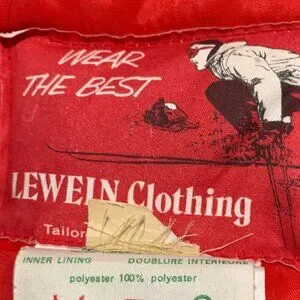 WEAR
THE BEST
LEWEIN Clothing
Tailor
INNER LINING DOUBLURE INTERIEURE
polyester 100% polyester